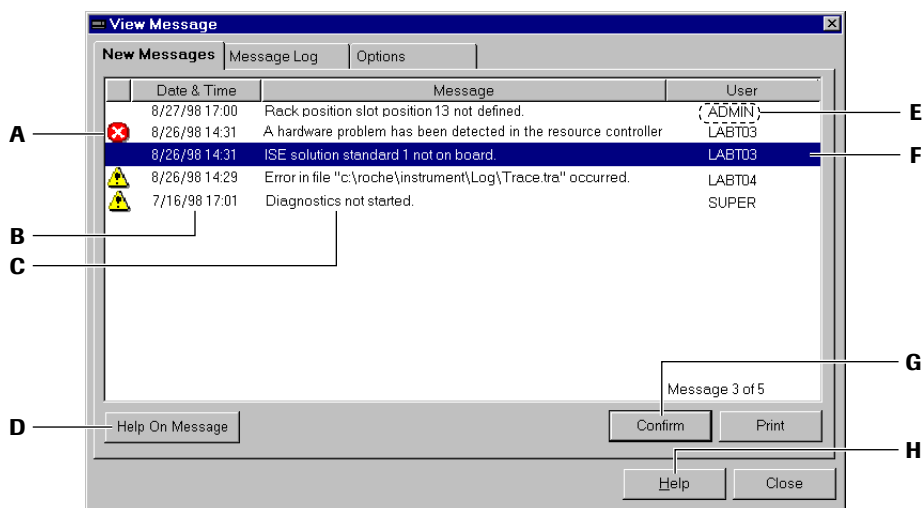 View Message
New Messages Message Log Options
Date & Time Message User
8/27/98 17:00 Rack position slot position 13 not defined. ADMIN E
A 8/26/98 14:31 A hardware problem has been detected in the resource controller LABT03
8/26/98 14:31 ISE solution standard 1 not on board. LABT03 F
8/26/98 14:29 Error in file "c:\roche\instrument\Log\Trace.tra" occurred. LABT04
7/16/98 17:01 Diagnostics not started. SUPER
B
C
G
Message 3 of 5
D Help On Message Confirm Print
H
Help Close